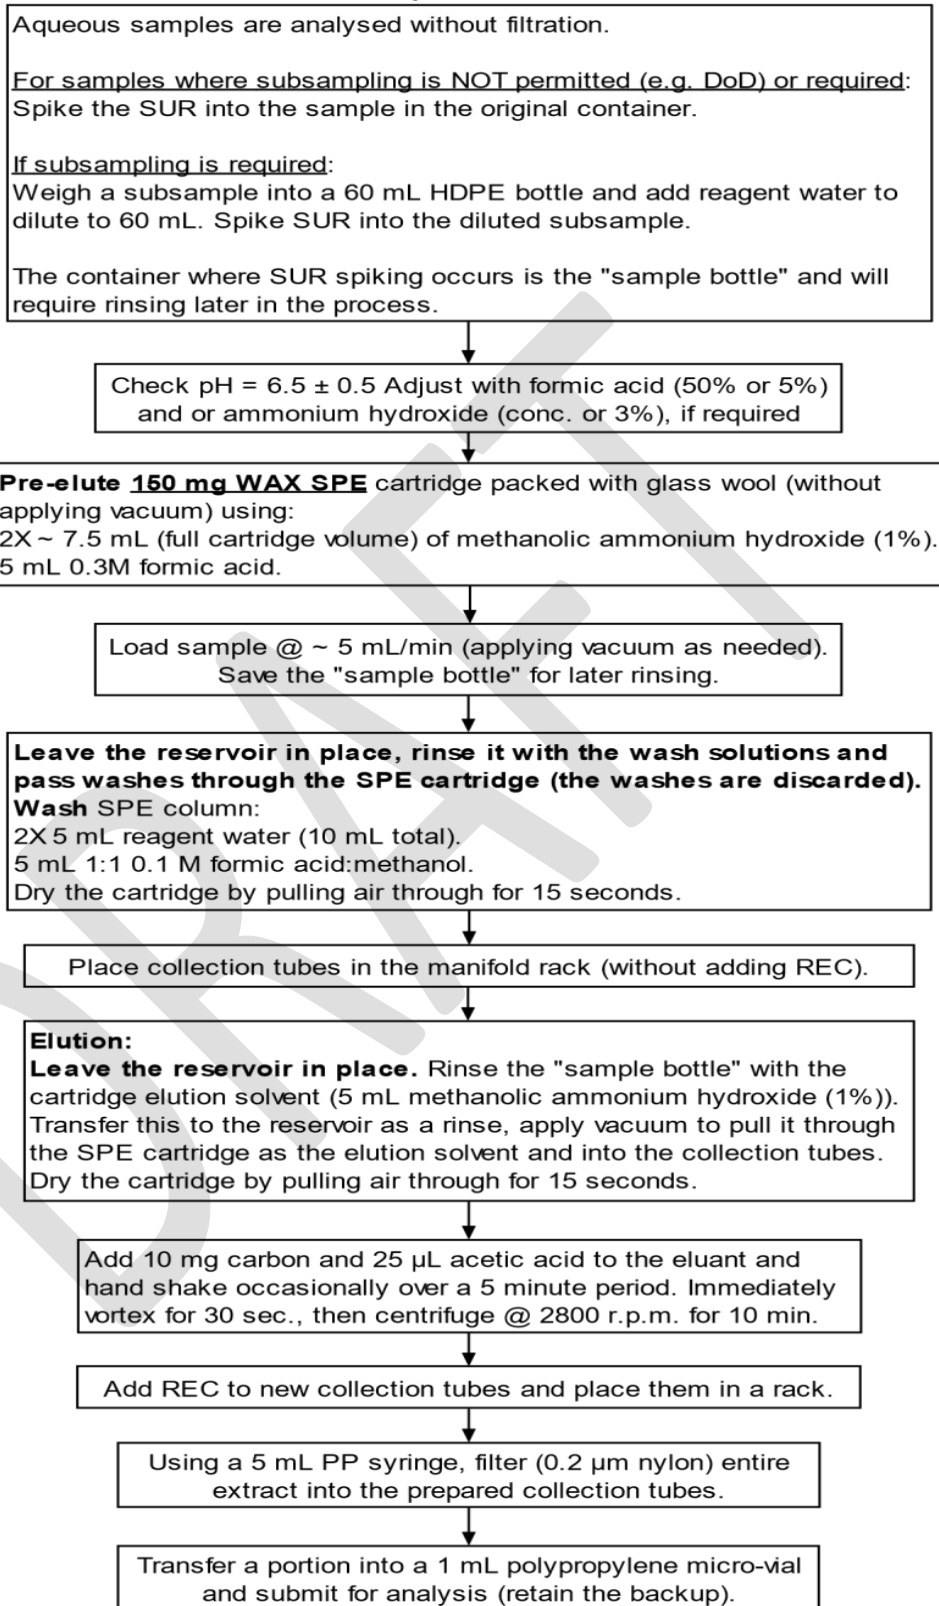 Aqueous samples are analysed without filtration.
For samples where subsampling is NOT permitted (e.g. DoD) or required:
Spike the SUR into the sample in the original container.
If subsampling is required:
Weigh a subsample into a 60 mL HDPE bottle and add reagent water to
dilute to 60 mL. Spike SUR into the diluted subsample.
The container where SUR spiking occurs is the "sample bottle" and will
require rinsing later in the process.
Check pH = 6.5 ± 0.5 Adjust with formic acid (50% or 5%)
and or ammonium hydroxide (conc. or 3%), if required
Pre-elute 150 mg WAX SPE cartridge packed with glass wool (without
applying vacuum) using:
2X ~ 7.5 mL (full cartridge volume) of methanolic ammonium hydroxide (1%).
5 mL 0.3M formic acid.
Load sample @ ~ 5 mL/min (applying vacuum as needed).
Save the "sample bottle" for later rinsing.
Leave the reservoir in place, rinse it with the wash solutions and
pass washes through the SPE cartridge (the washes are discarded).
Wash SPE column:
2X 5 mL reagent water (10 mL total).
5 mL 1:1 0.1 M formic acid:methanol.
Dry the cartridge by pulling air through for 15 seconds.
Place collection tubes in the manifold rack (without adding REC).
Elution:
Leave the reservoir in place. Rinse the "sample bottle" with the
cartridge elution solvent (5 mL methanolic ammonium hydroxide (1%)).
Transfer this to the reservoir as a rinse, apply vacuum to pull it through
the SPE cartridge as the elution solvent and into the collection tubes.
Dry the cartridge by pulling air through for 15 seconds.
Add 10 mg carbon and 25 µL acetic acid to the eluant and
hand shake occasionally over a 5 minute period. Immediately
vortex for 30 sec., then centrifuge @ 2800 r.p.m. for 10 min.
Add REC to new collection tubes and place them in a rack.
Using a 5 mL PP syringe, filter (0.2 µm nylon) entire
extract into the prepared collection tubes.
Transfer a portion into a 1 mL polypropylene micro-vial
and submit for analysis (retain the backup).
DRAFT